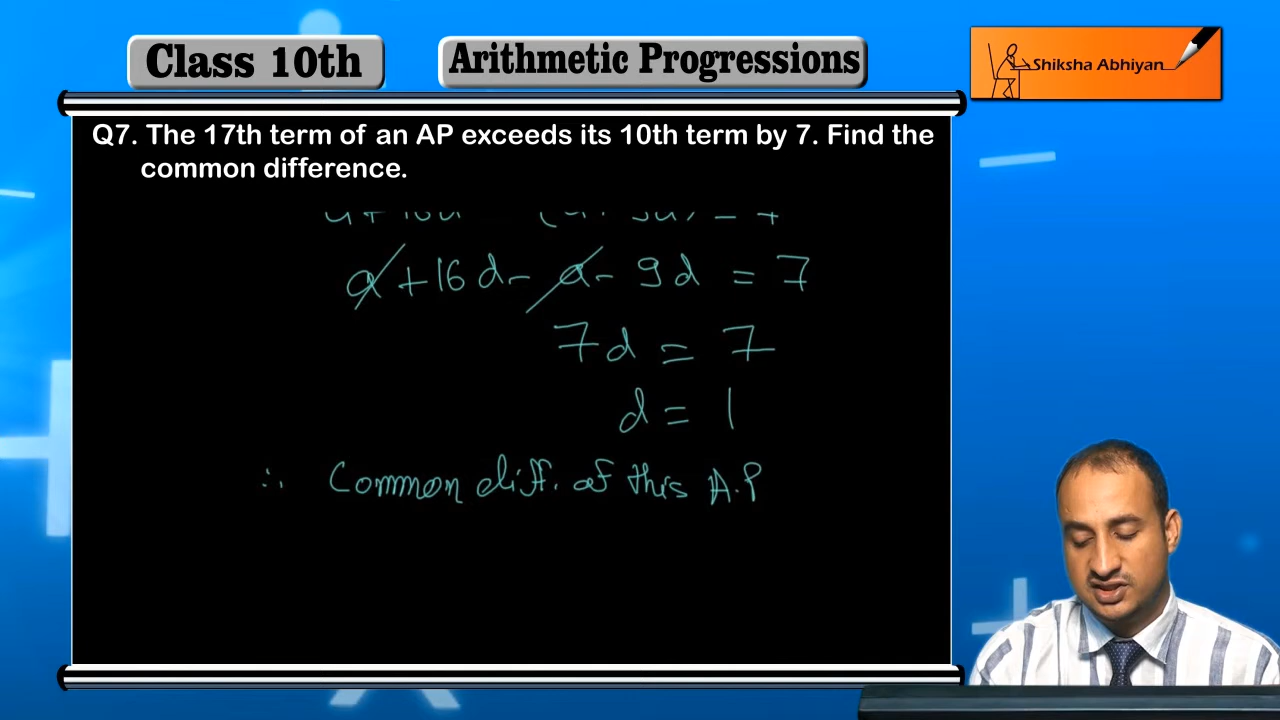 Class 10th
Arithmetic Progressions
Shiksha Abhiyan
Q7. The 17th term of an AP exceeds its 10th term by 7. Find the
common difference.
a + 16d - a - 9d = 7
7d = 7
d = 1
∴ Common diff. of this A.P